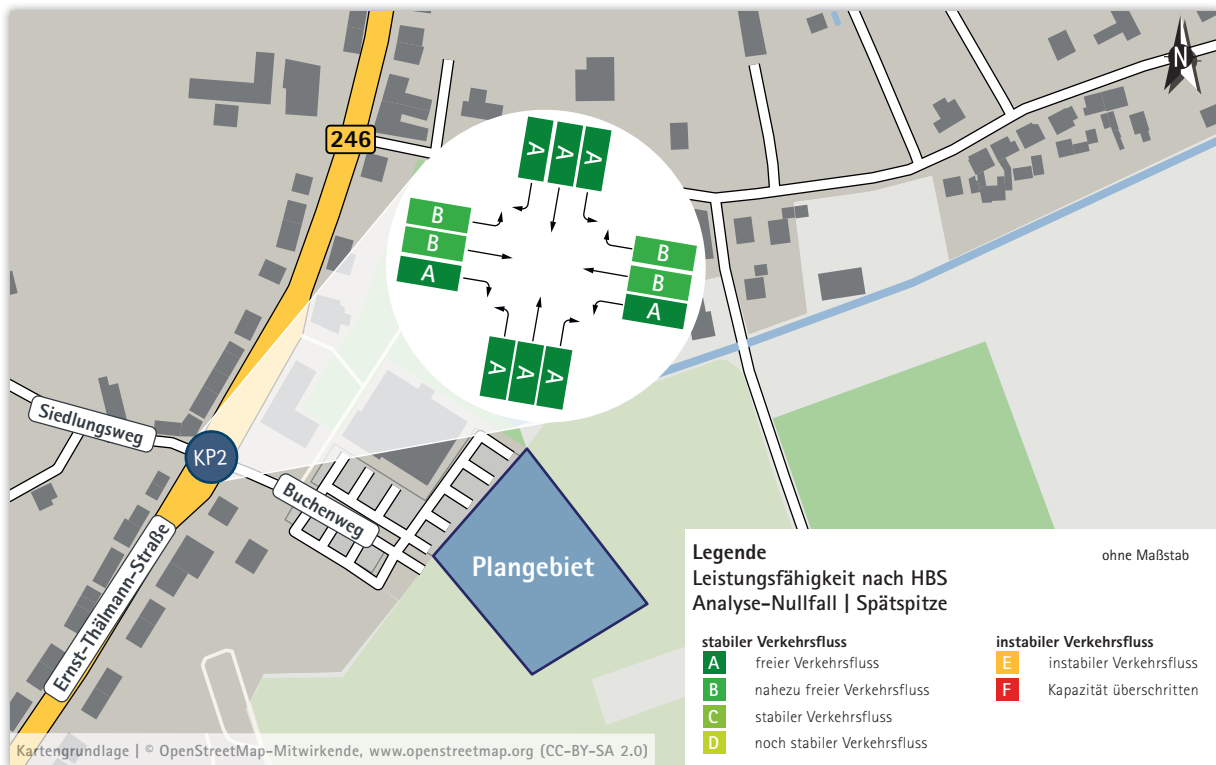 N
246
A A A
B
B
A
B
B
A
A A A
Siedlungsweg
KP2
Buchenweg
Ernst-Thälmann-Straße
Plangebiet
Legende
ohne Maßstab
Leistungsfähigkeit nach HBS
Analyse-Nullfall | Spätspitze
stabiler Verkehrsfluss
A freier Verkehrsfluss
B nahezu freier Verkehrsfluss
C stabiler Verkehrsfluss
D noch stabiler Verkehrsfluss
instabiler Verkehrsfluss
E instabiler Verkehrsfluss
F Kapazität überschritten
Kartengrundlage | © OpenStreetMap-Mitwirkende, www.openstreetmap.org (CC-BY-SA 2.0)